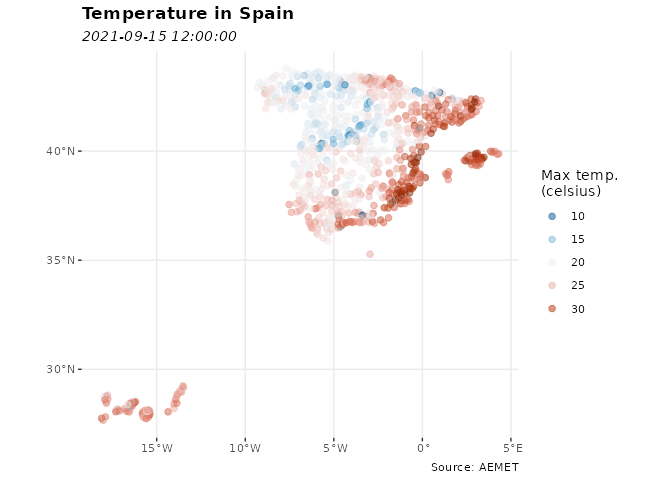 Temperature in Spain
2021-09-15 12:00:00
40°N
35°N
30°N
15°W
10°W
5°W
0°
5°E
Max temp.
(celsius)
10
15
20
25
30
Source: AEMET